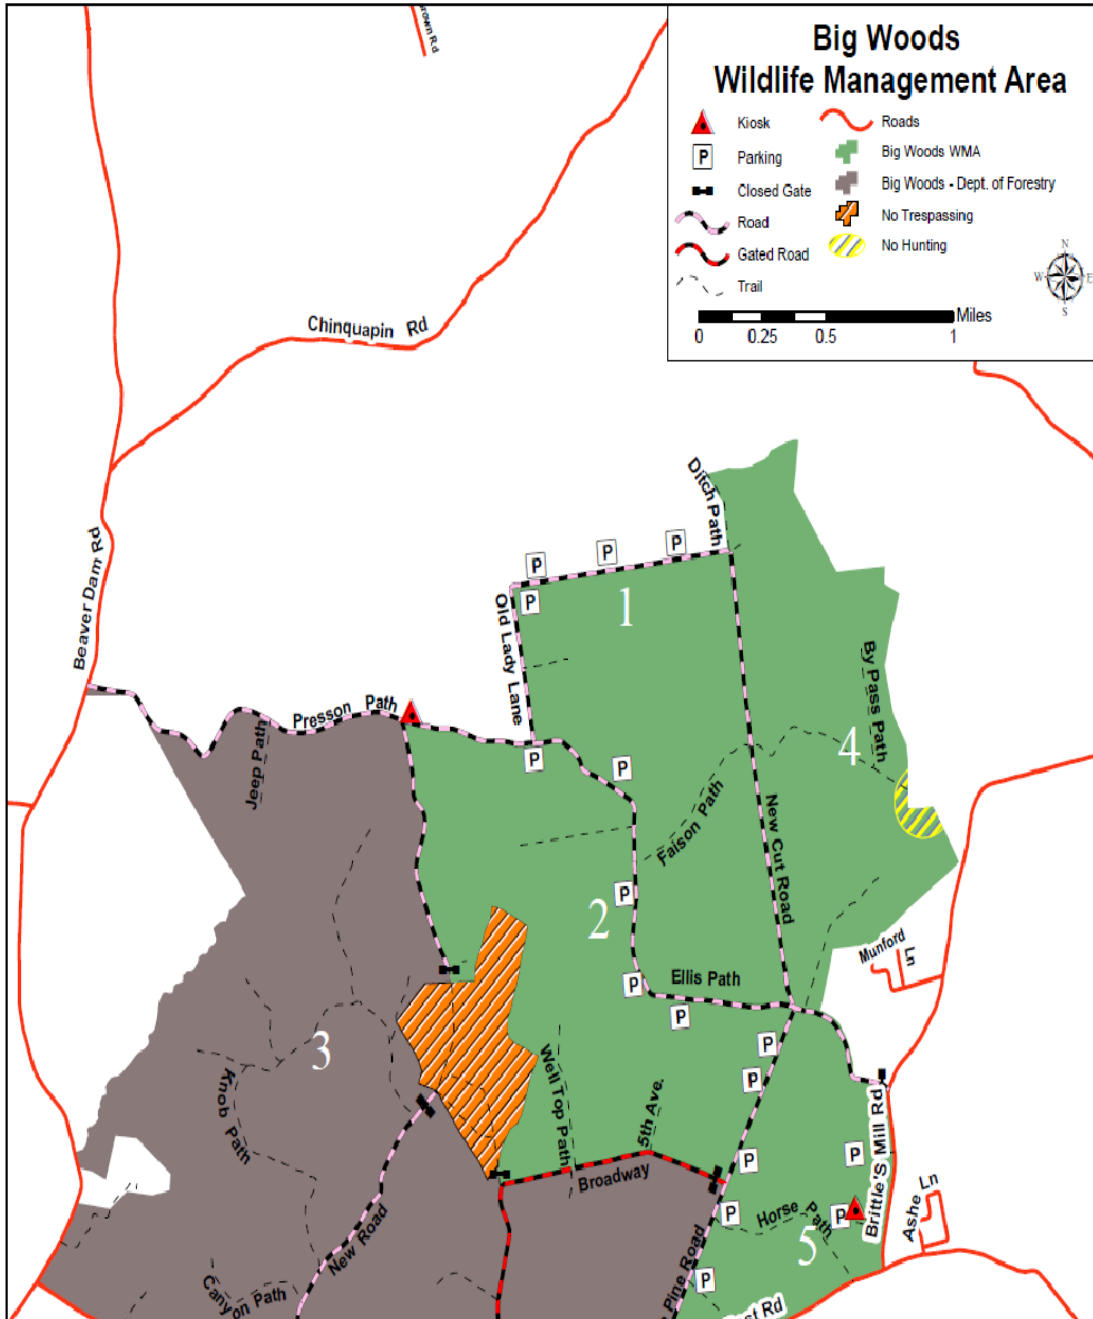 Big Woods
Wildlife Management Area
Kiosk
Roads
P
Parking
Big Woods WMA
Closed Gate
Big Woods - Dept. of Forestry
Road
No Trespassing
Gated Road
No Hunting
Trail
N
W
E
S
Miles
0
0.25
0.5
1
Chinquapin Rd
Ditch Path
Beaver Dam Rd
P
P
P
P
1
Old Lady Lane
By Pass Path
Presson Path
Jeep Path
4
P
P
Faison Path
New Cut Road
P
2
Munford Ln
Ellis Path
P
P
3
P
P
Knob Path
Well Top Path
5th Ave.
Brittle'S Mill Rd
Broadway
P
P
Ashe Ln
Horse Path
P
P
5
New Road
Canyon Path
P
Pine Road
Rd